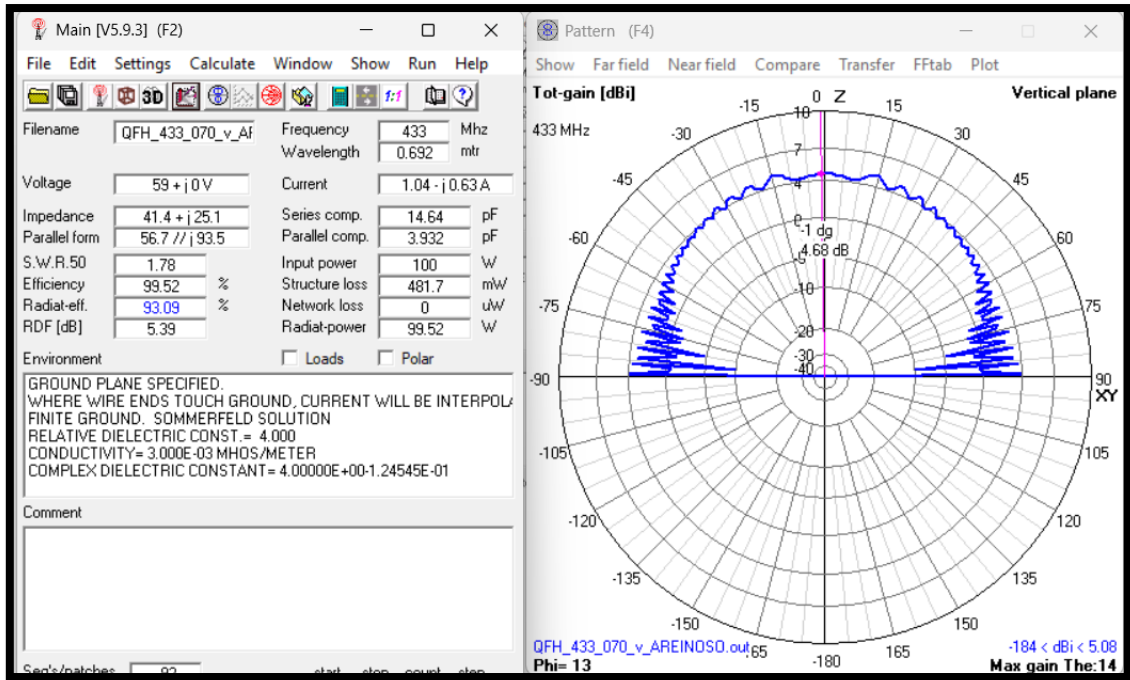 Main [V5.9.3] (F2)
File Edit Settings Calculate Window Show Run Help
3D 1:1
Filename QFH_433_070_v_AF Frequency 433 Mhz
Wavelength 0.692 mtr
Voltage 59 + j 0 V Current 1.04 - j 0.63 A
Impedance 41.4 + j 25.1 Series comp. 14.64 pF
Parallel form 56.7 // j 93.5 Parallel comp. 3.932 pF
S.W.R.50 1.78 Input power 100 W
Efficiency 99.52 % Structure loss 481.7 mW
Radiat-eff. 93.09 % Network loss 0 uW
RDF [dB] 5.39 Radiat-power 99.52 W
Environment Loads Polar
GROUND PLANE SPECIFIED.
WHERE WIRE ENDS TOUCH GROUND, CURRENT WILL BE INTERPOLA
FINITE GROUND. SOMMERFELD SOLUTION
RELATIVE DIELECTRIC CONST.= 4.000
CONDUCTIVITY= 3.000E-03 MHOS/METER
COMPLEX DIELECTRIC CONSTANT= 4.00000E+00-1.24545E-01
Comment
Seg's/patches 92 start stop count step
Pattern (F4)
Show Far field Near field Compare Transfer FFtab Plot
Tot-gain [dBi] Vertical plane
433 MHz
0 Z
-15 15
-30 30
-45 45
-60 60
-75 75
-90 90
XY
-105 105
-120 120
-135 135
-150 150
-165 165
-180
10
7
4
0
-1 dg
-5
4.68 dB
-10
-20
-30
-40
QFH_433_070_v_AREINOSO.out -184 < dBi < 5.08
Phi= 13 Max gain The:14